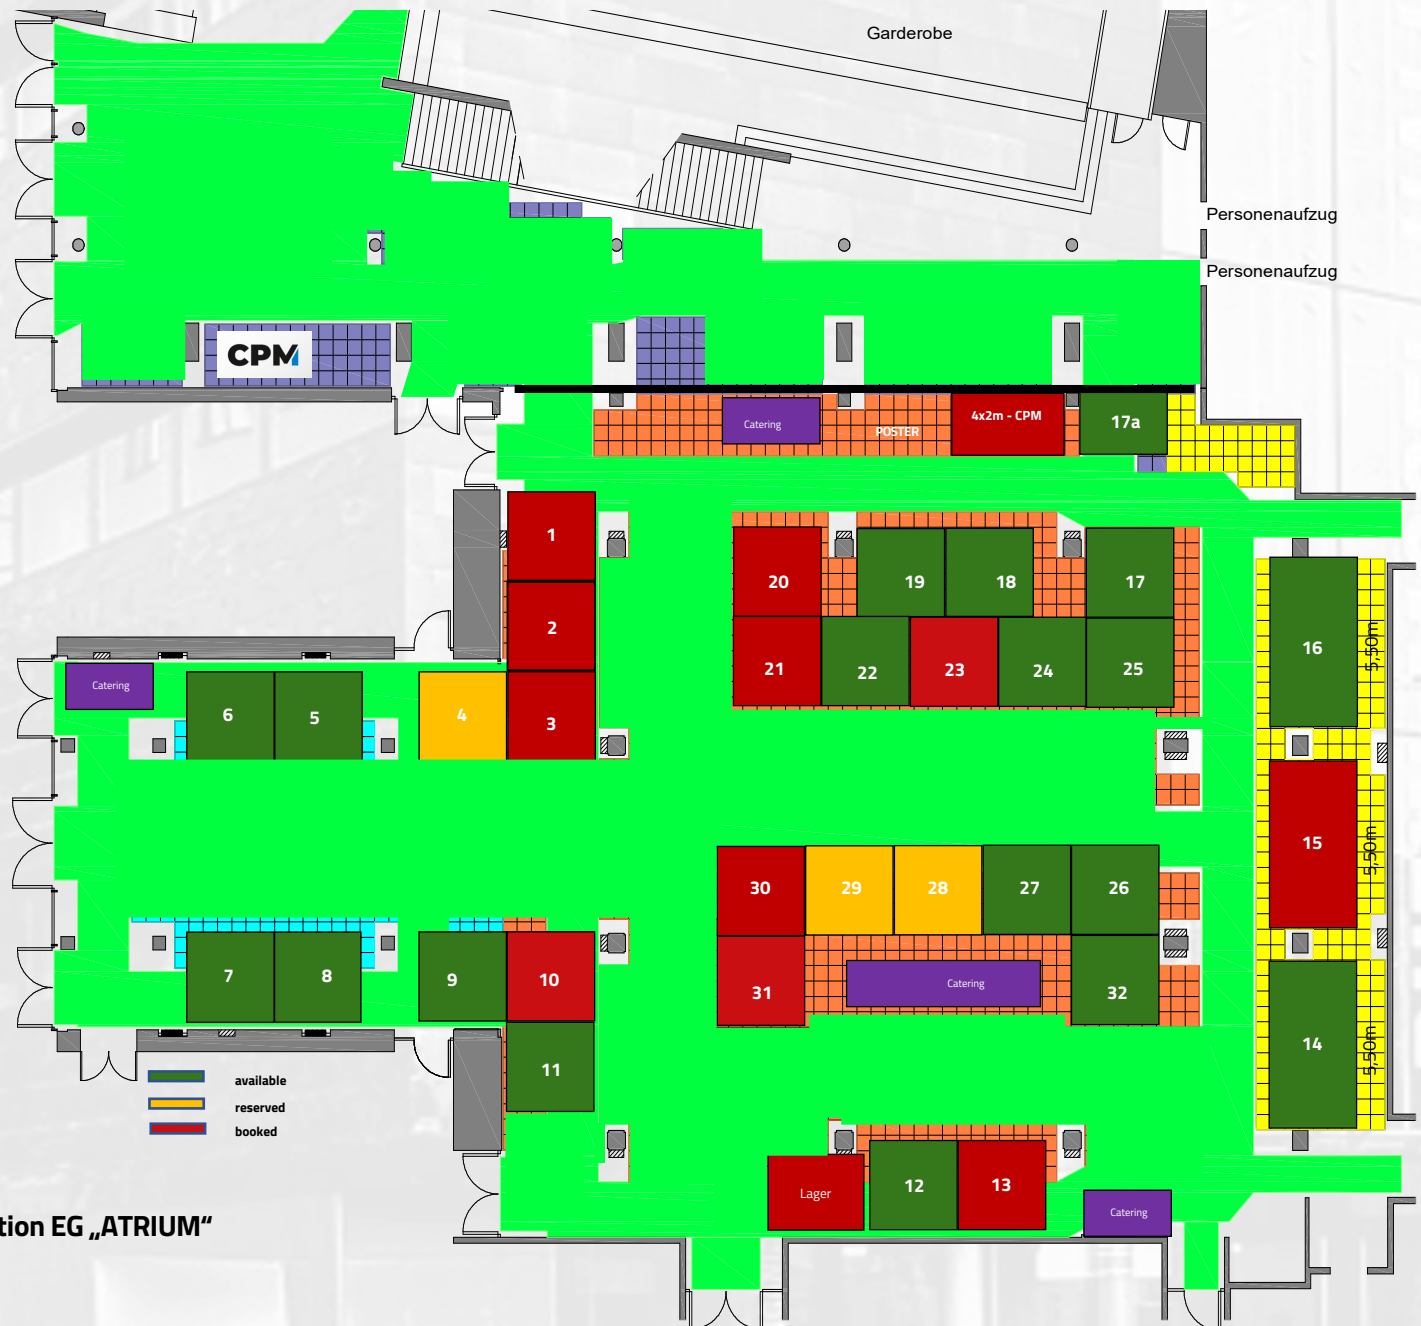 Garderobe
Personenaufzug
Personenaufzug
CPM
Catering
POSTER
4x2m - CPM
17a
1
2
3
20
19
18
17
21
22
23
24
25
16
5,50m
Catering
6
5
4
15
5,50m
30
29
28
27
26
7
8
9
10
31
Catering
32
14
5,50m
11
available
reserved
booked
Lager
12
13
Catering
tion EG „ATRIUM“